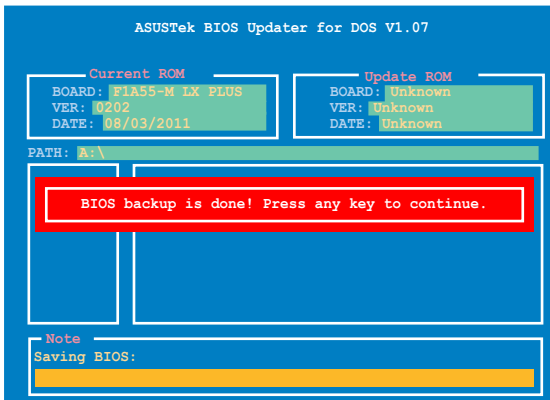 ASUSTek BIOS Updater for DOS V1.07
Current ROM
BOARD: F1A55-M LX PLUS
VER: 0202
DATE: 08/03/2011
Update ROM
BOARD: Unknown
VER: Unknown
DATE: Unknown
PATH: A:\
BIOS backup is done! Press any key to continue.
Note
Saving BIOS: